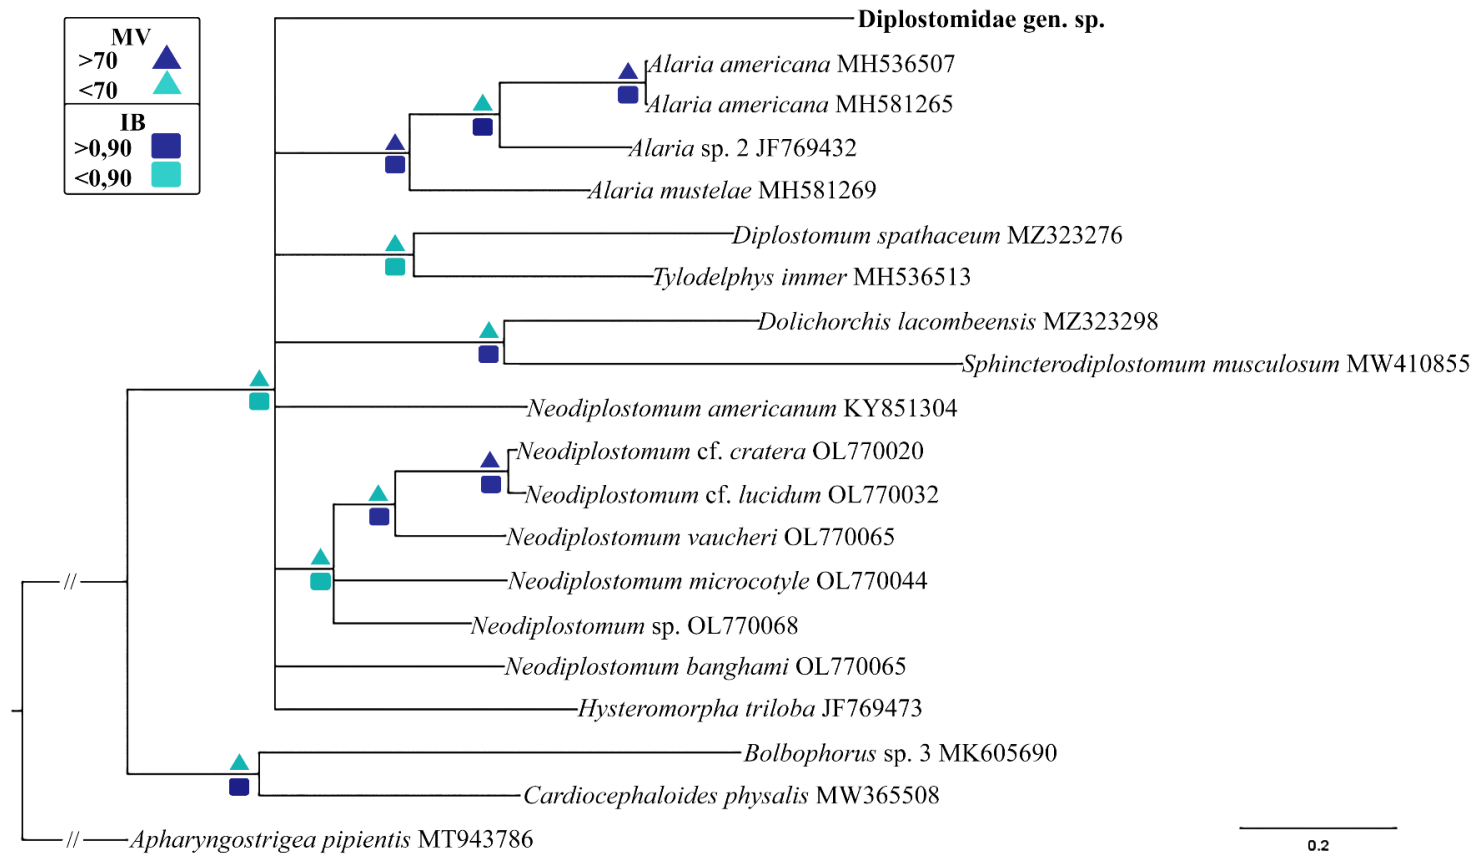 MV
>70
<70
IB
>0,90
<0,90
Diplostomidae gen. sp.
Alaria americana MH536507
Alaria americana MH581265
Alaria sp. 2 JF769432
Alaria mustelae MH581269
Diplostomum spathaceum MZ323276
Tylodelphys immer MH536513
Dolichorchis lacombeensis MZ323298
Sphincterodiplostomum musculosum MW410855
Neodiplostomum americanum KY851304
Neodiplostomum cf. cratera OL770020
Neodiplostomum cf. lucidum OL770032
Neodiplostomum vaucheri OL770065
Neodiplostomum microcotyle OL770044
Neodiplostomum sp. OL770068
Neodiplostomum banghami OL770065
Hysteromorpha triloba JF769473
Bolbophorus sp. 3 MK605690
Cardiocephaloides physalis MW365508
Apharyngostrigea pipientis MT943786
0.2